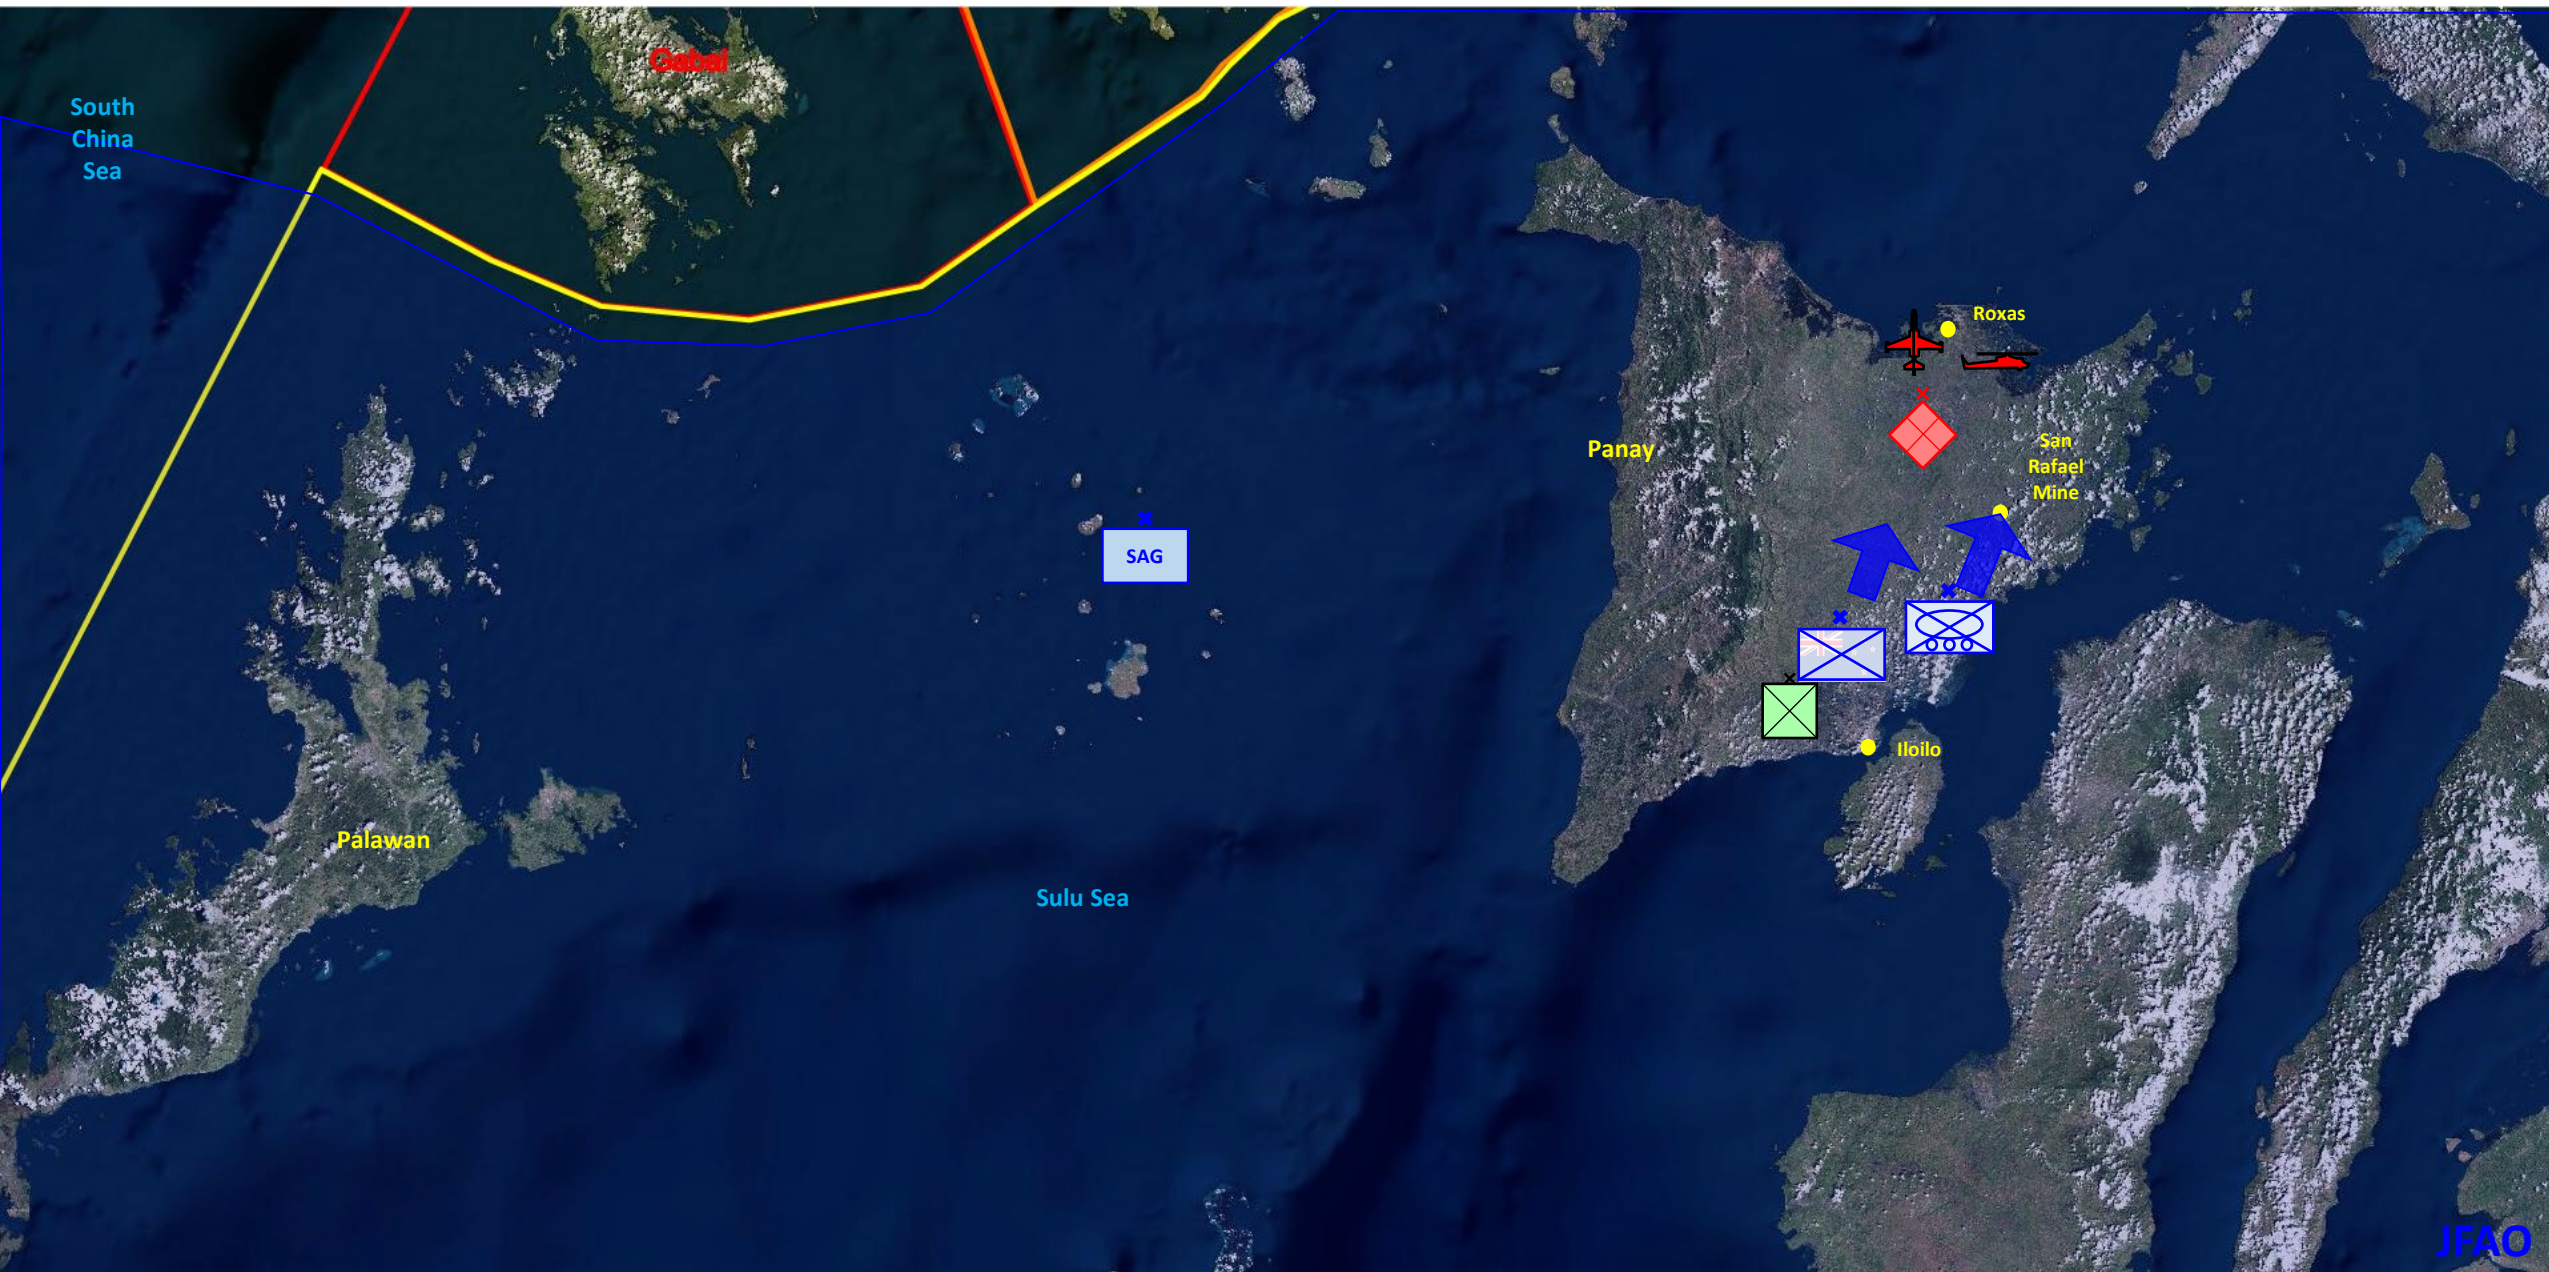 Gabal
South
China
Sea
Roxas
Panay
San
Rafael
Mine
SAG
Iloilo
Palawan
Sulu Sea
JFAO